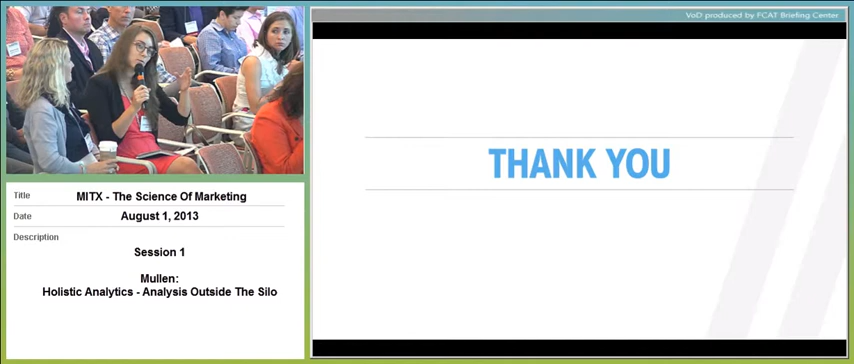 VoD produced by FCAT Briefing Center
THANK YOU
Title MITX - The Science Of Marketing
Date August 1, 2013
Description
Session 1
Mullen:
Holistic Analytics - Analysis Outside The Silo